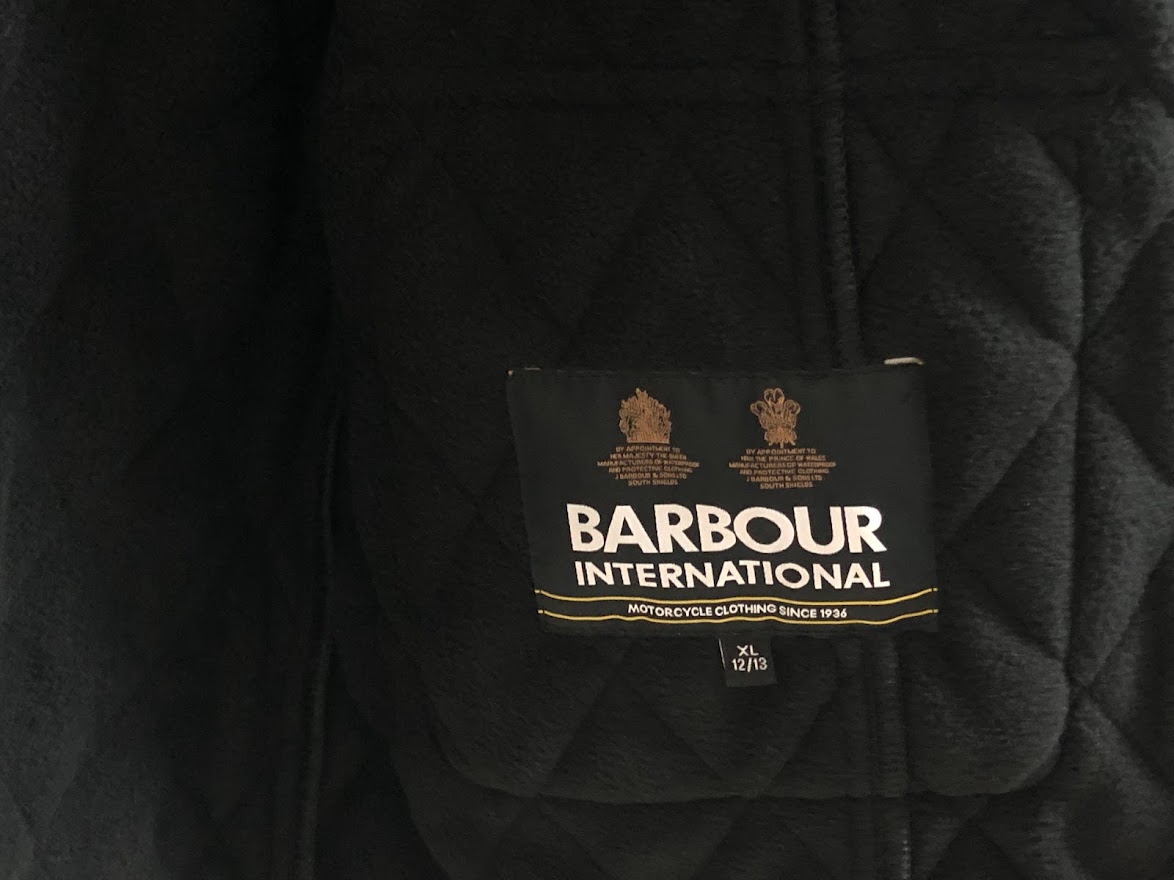 BY APPOINTMENT TO
HER MAJESTY THE QUEEN
MANUFACTURERS OF WATERPROOF
AND PROTECTIVE CLOTHING
J BARBOUR & SONS LTD
SOUTH SHIELDS
BY APPOINTMENT TO
HRH THE PRINCE OF WALES
MANUFACTURERS OF WATERPROOF
AND PROTECTIVE CLOTHING
J BARBOUR & SONS LTD
SOUTH SHIELDS
BARBOUR
INTERNATIONAL
MOTORCYCLE CLOTHING SINCE 1936
XL
12/13